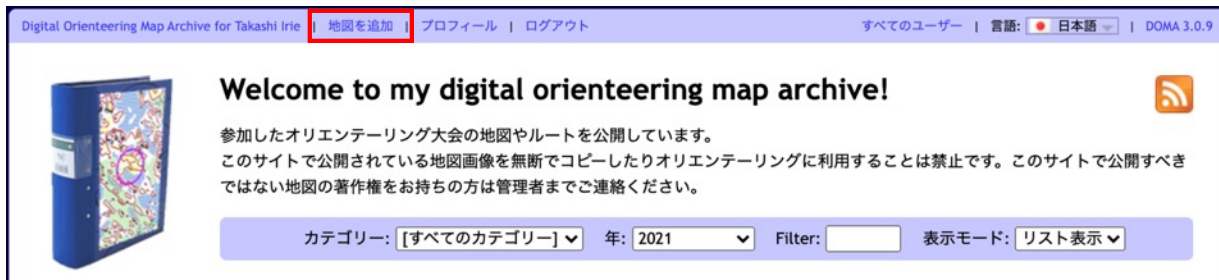 Digital Orienteering Map Archive for Takashi Irie | 地図を追加 | プロフィール | ログアウト すべてのユーザー | 言語: 日本語 | DOMA 3.0.9
Welcome to my digital orienteering map archive!
参加したオリエンテーリング大会の地図やルートを公開しています。
このサイトで公開されている地図画像を無断でコピーしたりオリエンテーリングに利用することは禁止です。このサイトで公開すべき
ではない地図の著作権をお持ちの方は管理者までご連絡ください。
カテゴリー: [すべてのカテゴリー] 年: 2021 Filter: 表示モード: リスト表示